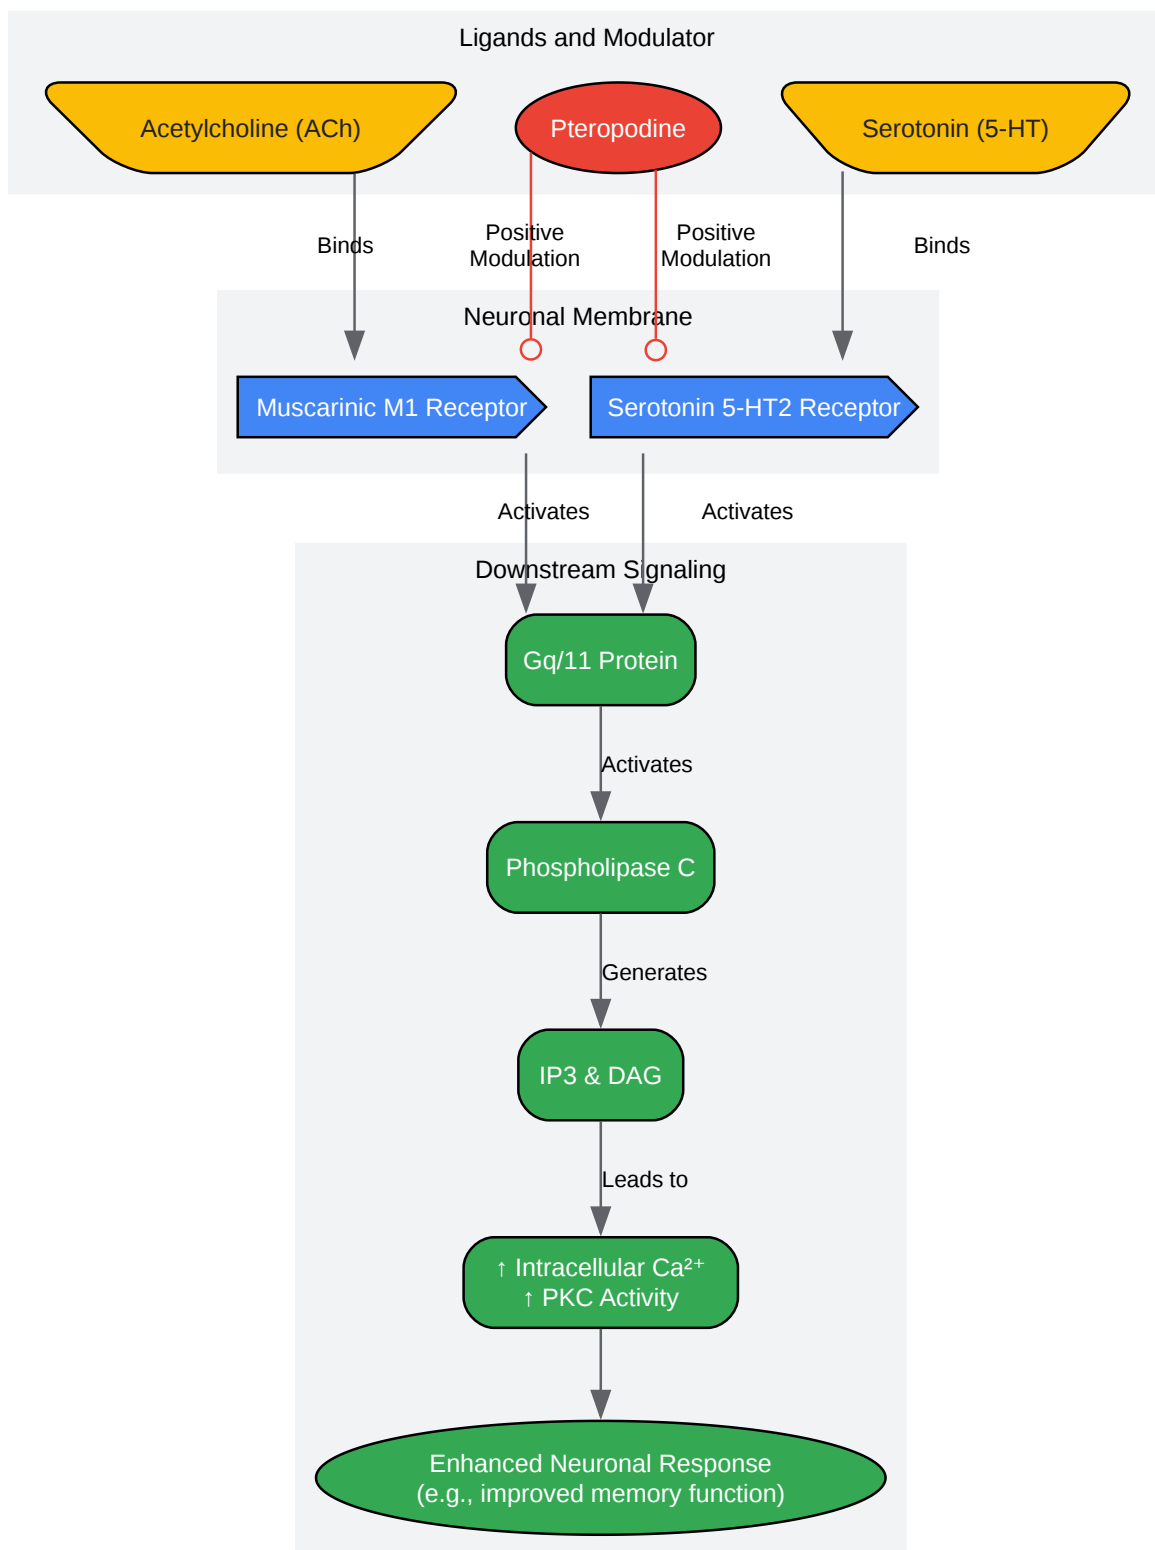 Ligands and Modulator
Acetylcholine (ACh)
Pteropodine
Serotonin (5-HT)
Binds
Positive
Modulation
Positive
Modulation
Binds
Neuronal Membrane
Muscarinic M1 Receptor
Serotonin 5-HT2 Receptor
Activates
Activates
Downstream Signaling
Gq/11 Protein
Activates
Phospholipase C
Generates
IP3 & DAG
Leads to
↑ Intracellular Ca²⁺
↑ PKC Activity
Enhanced Neuronal Response
(e.g., improved memory function)